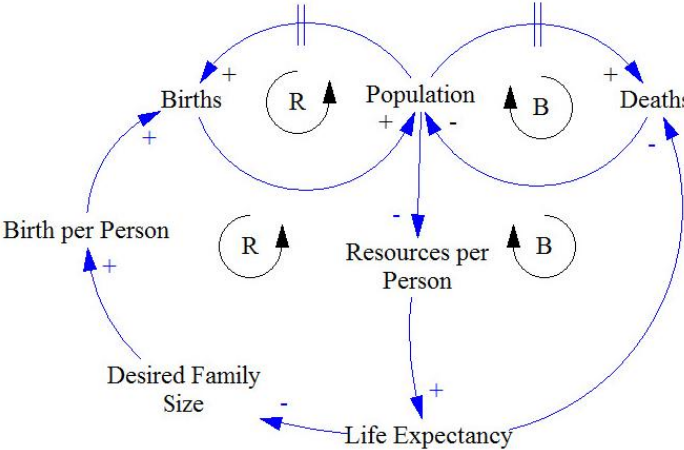 Births
+
R
Population
+
-
B
+
Deaths
-
+
Birth per Person
+
R
-
Resources per
Person
B
Desired Family
Size
-
+
Life Expectancy